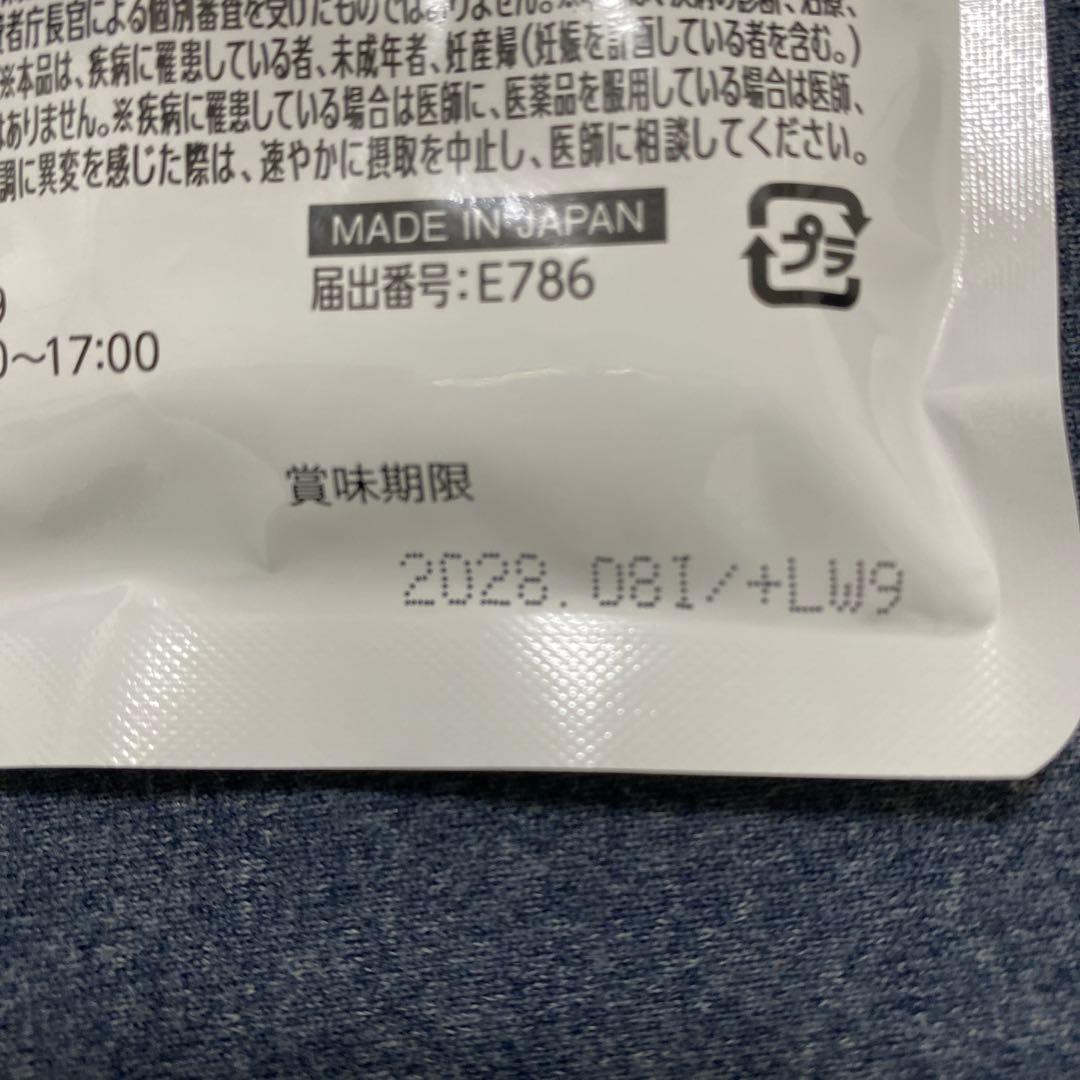 費者庁長官による個別審査を受けたものではありません。
※本品は、疾病に罹患している者、未成年者、妊産婦(妊娠を計画している者を含む。)
はありません。※疾病に罹患している場合は医師に、医薬品を服用している場合は医師、
調に異変を感じた際は、速やかに摂取を中止し、医師に相談してください。
MADE IN JAPAN
プラ
届出番号:E786
9
0~17:00
賞味期限
2028.08I/+LW9